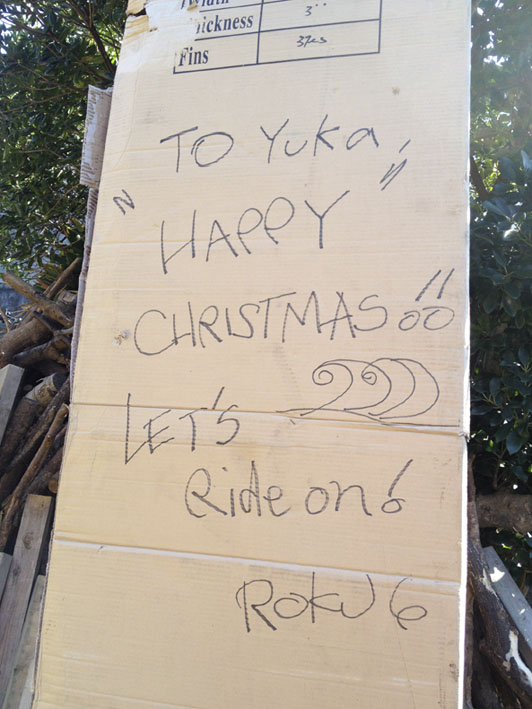 Thickness 3"
Fins 3pcs
TO YUKA,
"HAPPY"
CHRISTMAS!!
LET'S
Ride on!
ROKU 6